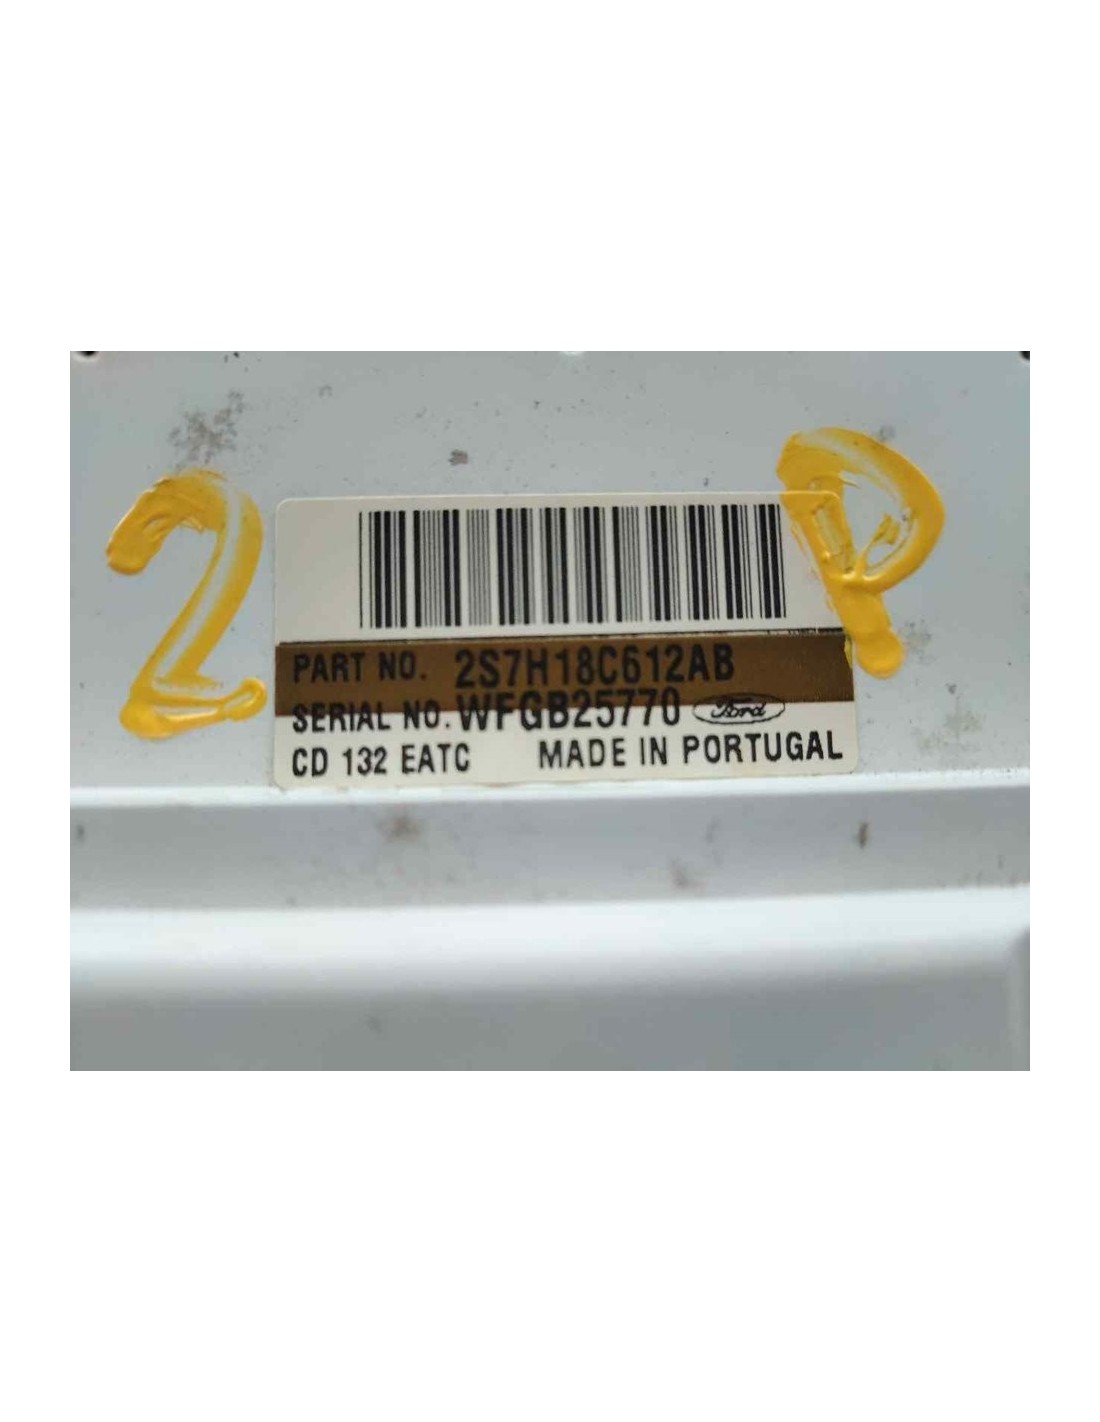 2 P
PART NO. 2S7H18C612AB
SERIAL NO. WFGB25770 Ford
CD 132 EATC MADE IN PORTUGAL